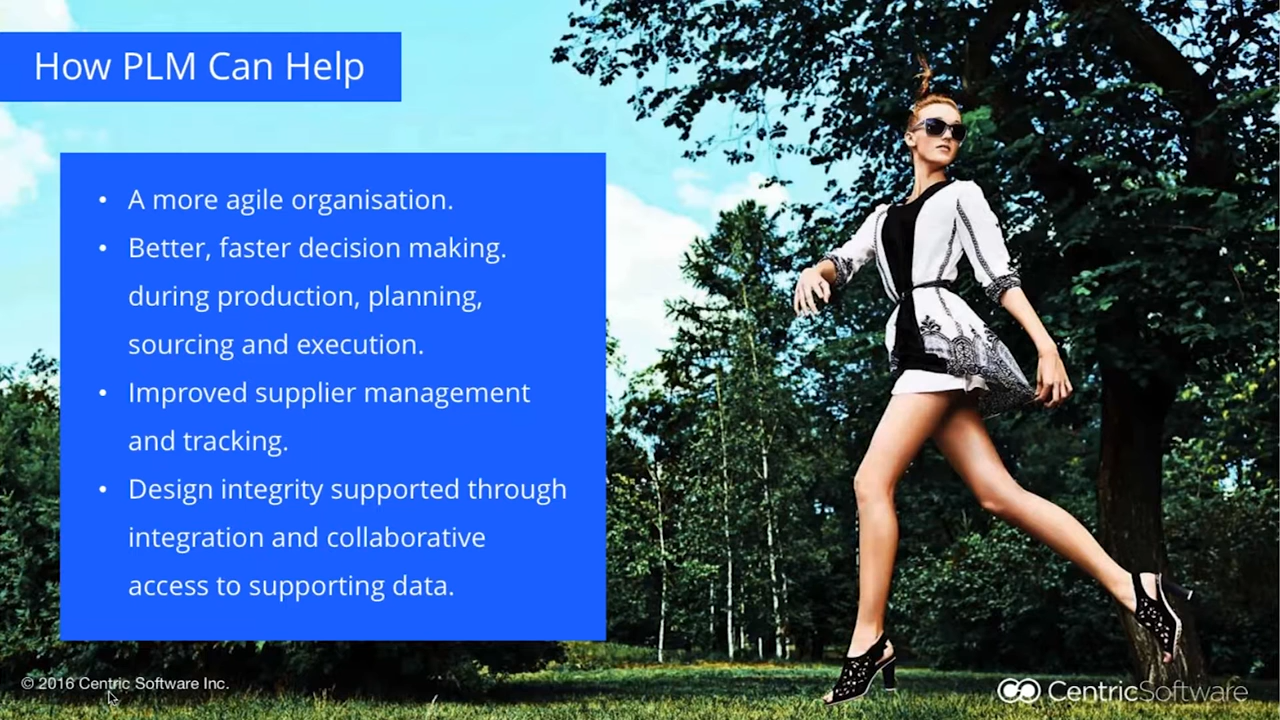 How PLM Can Help
• A more agile organisation.
• Better, faster decision making.
during production, planning,
sourcing and execution.
• Improved supplier management
and tracking.
• Design integrity supported through
integration and collaborative
access to supporting data.
© 2016 Centric Software Inc.
CentricSoftware